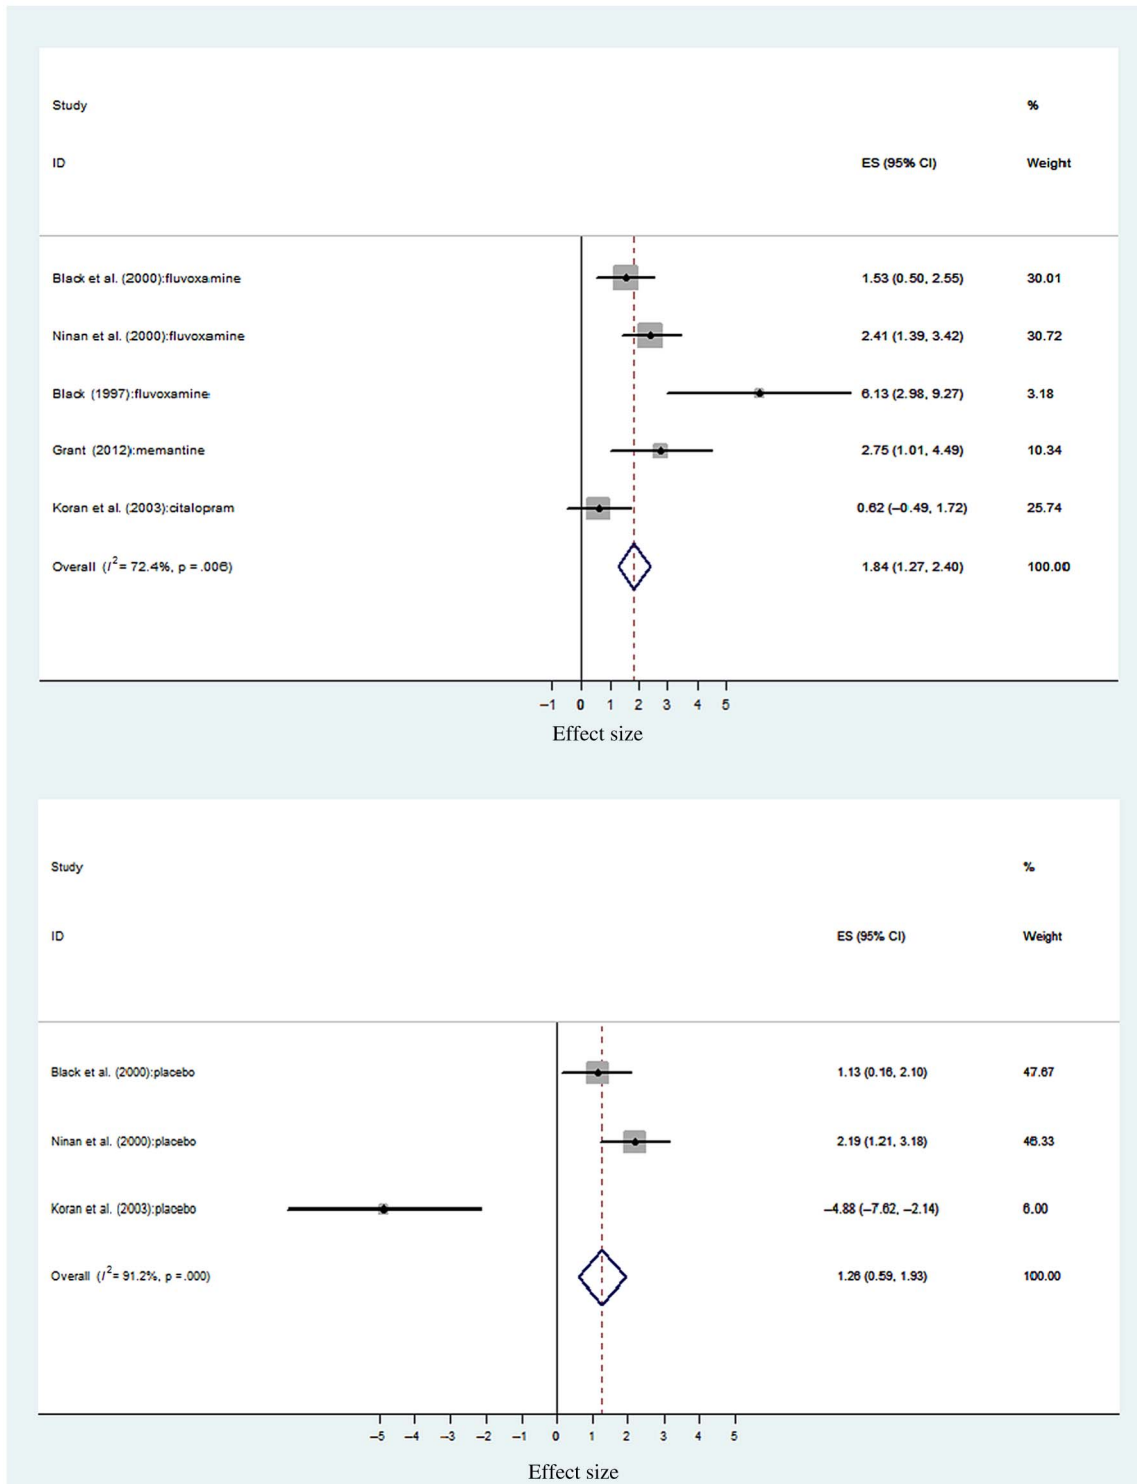 Study %
ID ES (95% CI) Weight
Black et al. (2000):fluvoxamine 1.53 (0.50, 2.55) 30.01
Ninan et al. (2000):fluvoxamine 2.41 (1.39, 3.42) 30.72
Black (1997):fluvoxamine 6.13 (2.98, 9.27) 3.18
Grant (2012):memantine 2.75 (1.01, 4.49) 10.34
Koran et al. (2003):citalopram 0.62 (–0.49, 1.72) 25.74
Overall (I² = 72.4%, p = .006) 1.84 (1.27, 2.40) 100.00
–1 0 1 2 3 4 5
Effect size
Study %
ID ES (95% CI) Weight
Black et al. (2000):placebo 1.13 (0.16, 2.10) 47.67
Ninan et al. (2000):placebo 2.19 (1.21, 3.18) 46.33
Koran et al. (2003):placebo –4.88 (–7.62, –2.14) 6.00
Overall (I² = 91.2%, p = .000) 1.26 (0.59, 1.93) 100.00
–5 –4 –3 –2 –1 0 1 2 3 4 5
Effect size